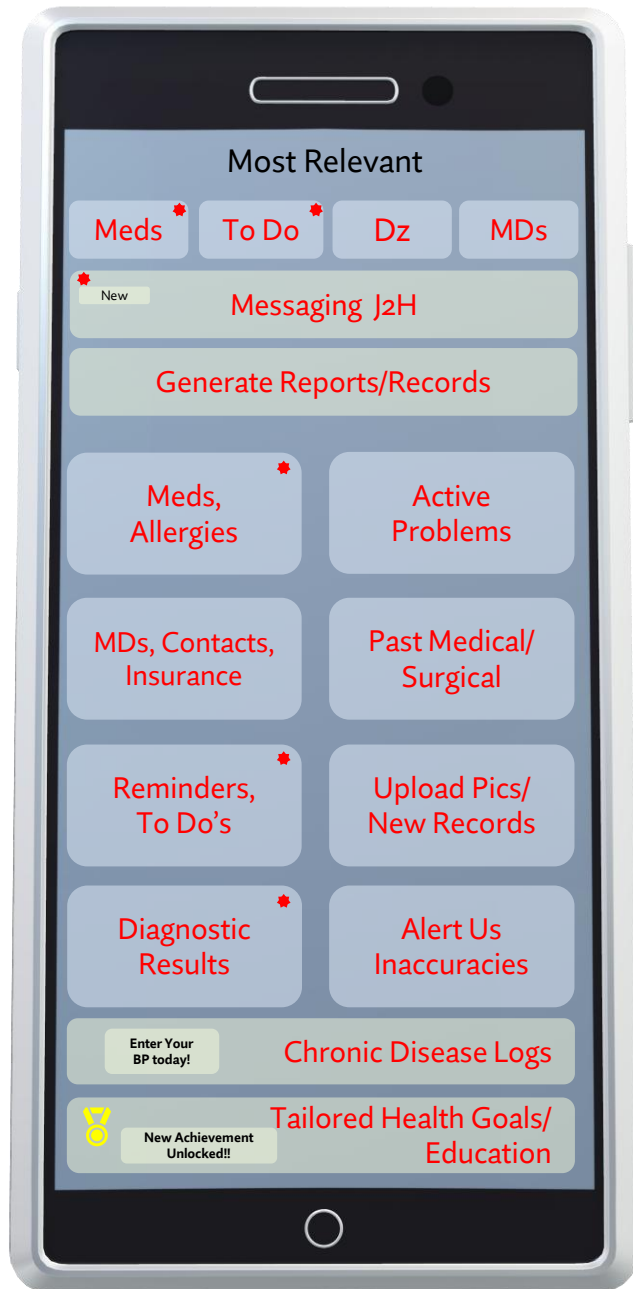 Most Relevant
Meds
To Do
Dz
MDs
New
Messaging J2H
Generate Reports/Records
Meds,
Allergies
Active
Problems
MDs, Contacts,
Insurance
Past Medical/
Surgical
Reminders,
To Do’s
Upload Pics/
New Records
Diagnostic
Results
Alert Us
Inaccuracies
Enter Your
BP today!
Chronic Disease Logs
New Achievement
Unlocked!!
Tailored Health Goals/
Education